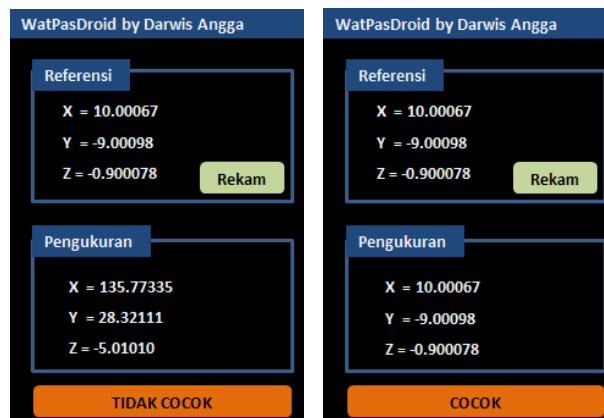 WatPasDroid by Darwis Angga
Referensi
X = 10.00067
Y = -9.00098
Z = -0.900078
Rekam
Pengukuran
X = 135.77335
Y = 28.32111
Z = -5.01010
TIDAK COCOK
WatPasDroid by Darwis Angga
Referensi
X = 10.00067
Y = -9.00098
Z = -0.900078
Rekam
Pengukuran
X = 10.00067
Y = -9.00098
Z = -0.900078
COCOK